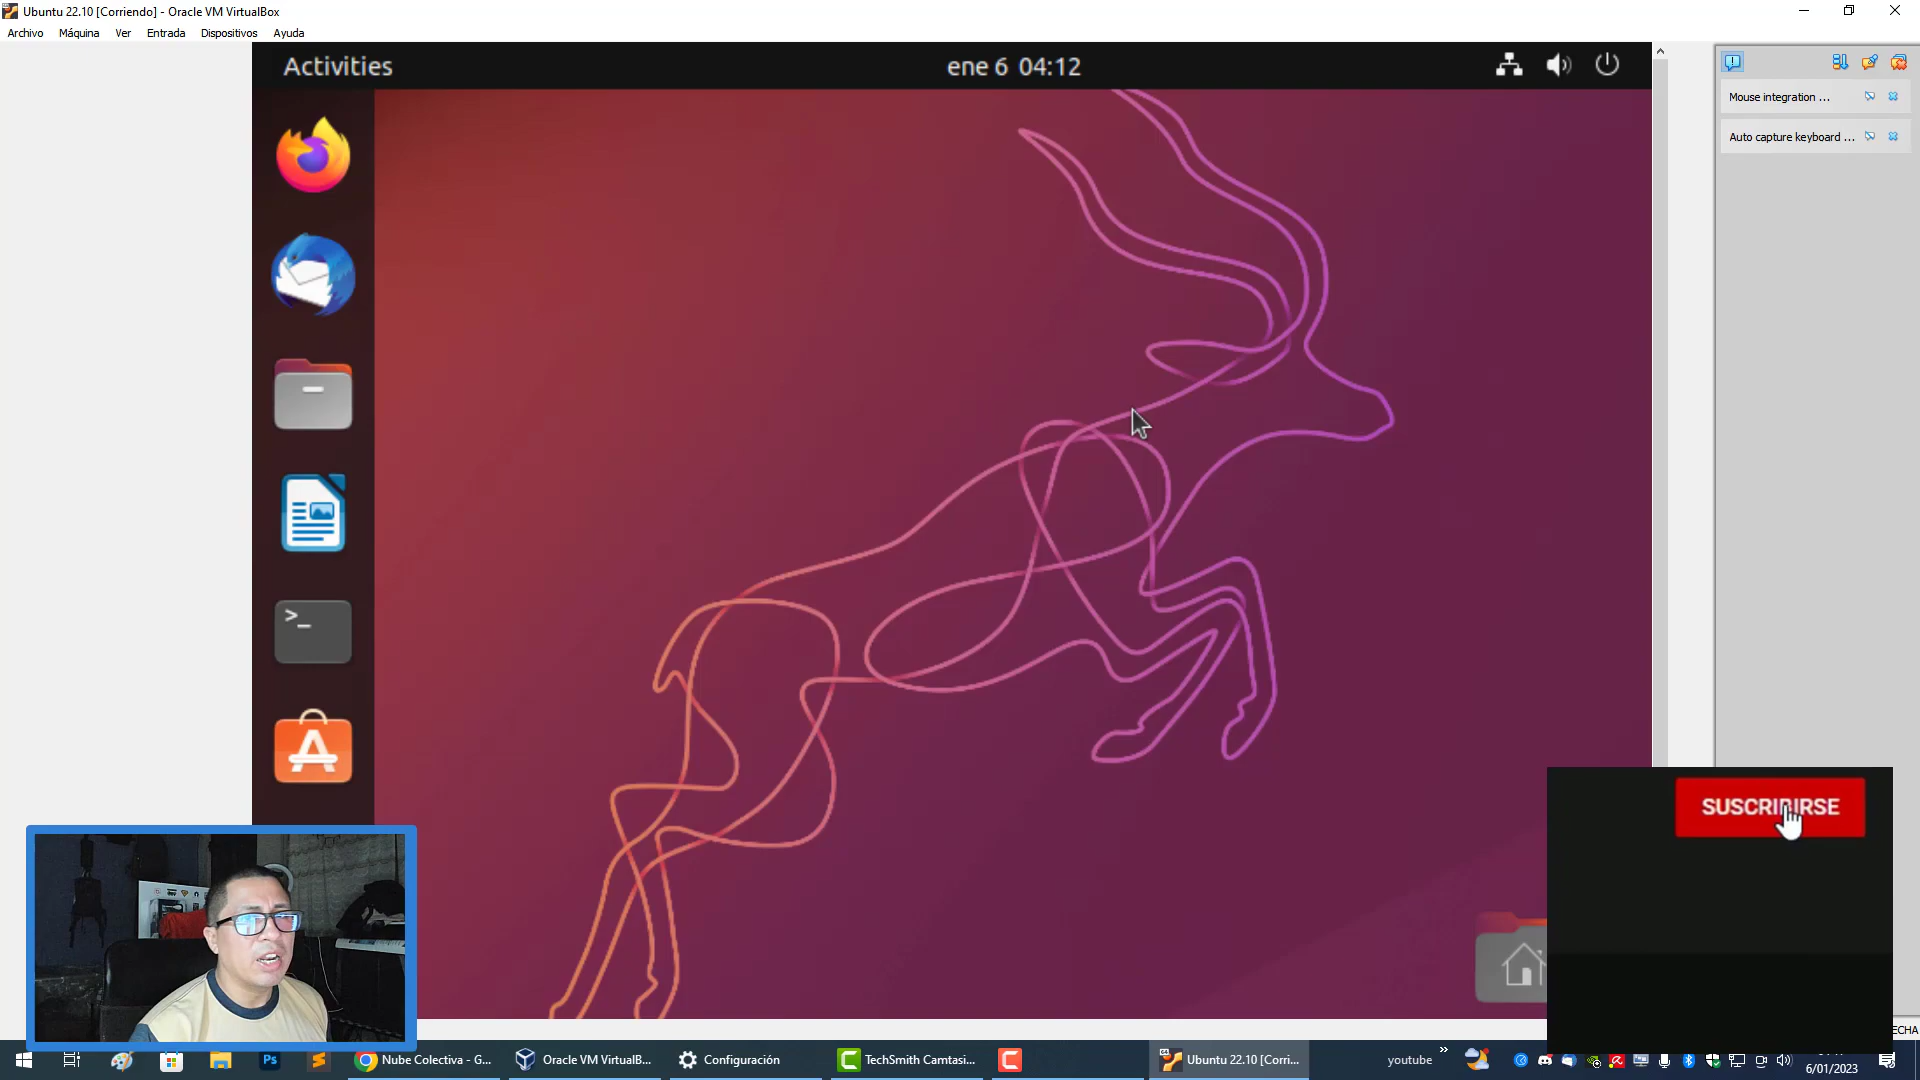 Ubuntu 22.10 [Corriendo] - Oracle VM VirtualBox
Archivo Máquina Ver Entrada Dispositivos Ayuda
Activities
ene 6 04:12
Mouse integration ...
Auto capture keyboard ...
>_
SUSCRIBIRSE
ECHA
Ps
Nube Colectiva - G...
Oracle VM VirtualB...
Configuración
TechSmith Camtasi...
Ubuntu 22.10 [Corri...
youtube
6/01/2023